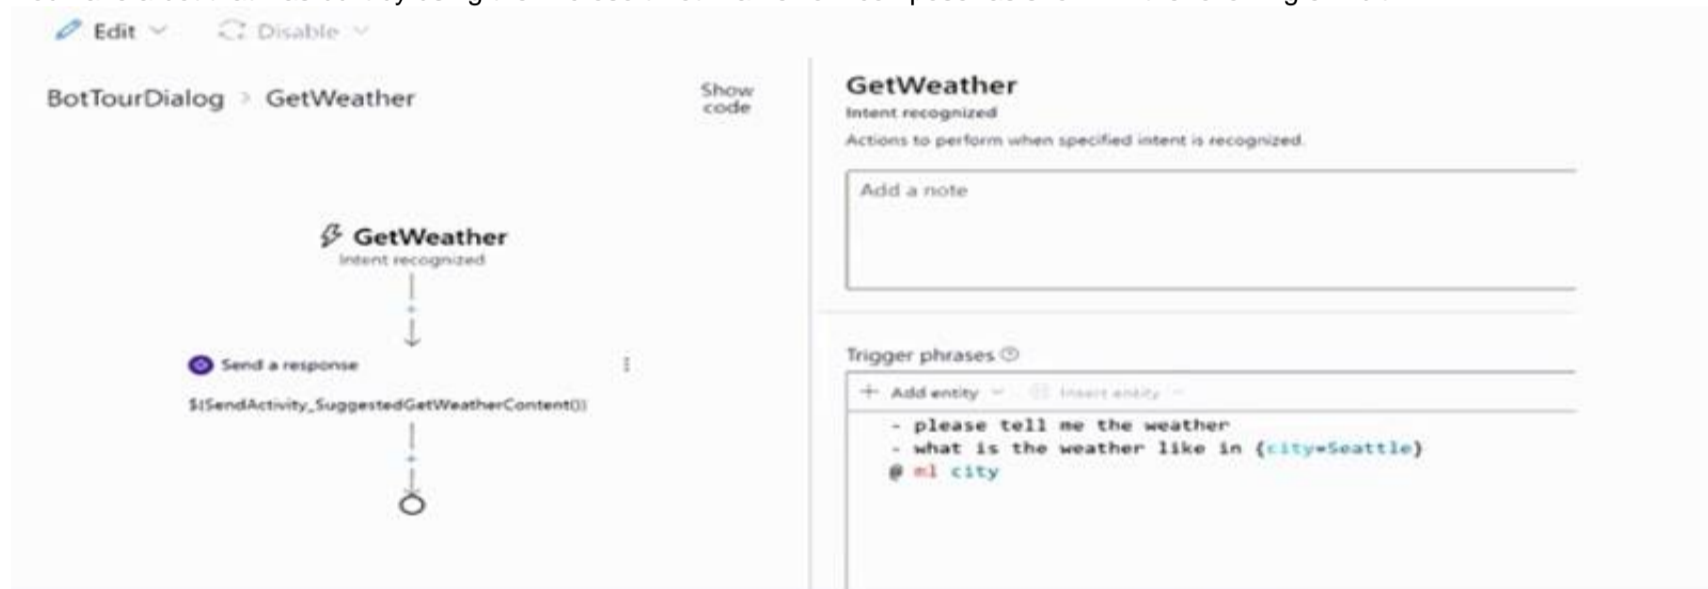 Edit
Disable
BotTourDialog > GetWeather
Show
code
GetWeather
Intent recognized
Send a response
${SendActivity_SuggestedGetWeatherContent()}
GetWeather
Intent recognized
Actions to perform when specified intent is recognized.
Add a note
Trigger phrases
+ Add entity
Insert entity
- please tell me the weather
- what is the weather like in {city=Seattle}
@ ml city